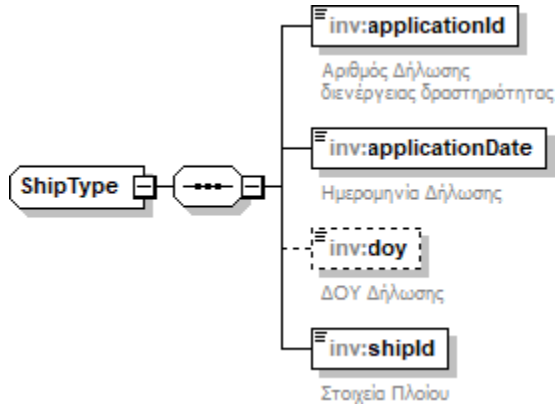 inv:applicationId
Αριθμός Δήλωσης
διενέργειας δραστηριότητας
inv:applicationDate
Ημερομηνία Δήλωσης
ShipType
inv:doy
ΔΟΥ Δήλωσης
inv:shipId
Στοιχεία Πλοίου